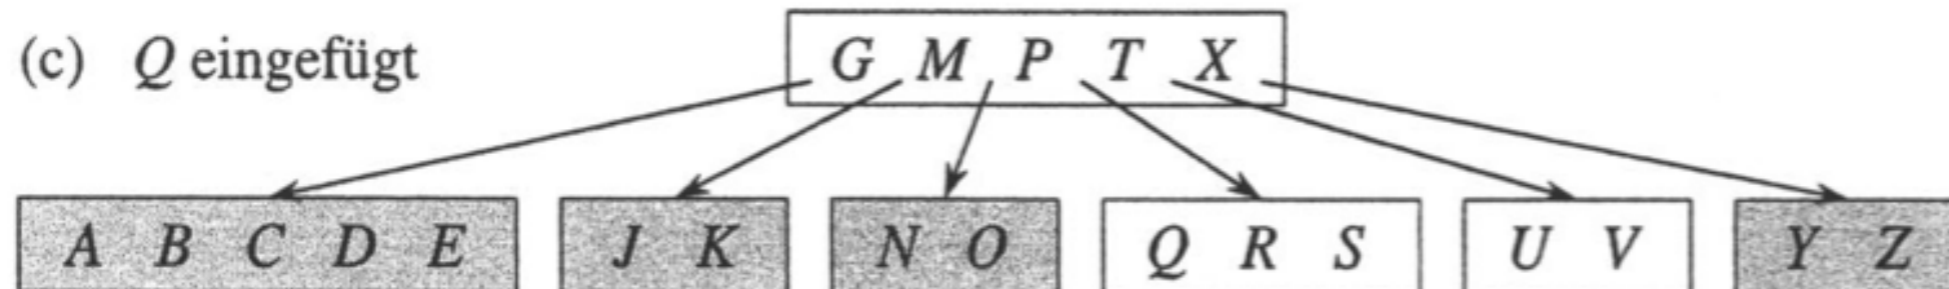 (c) Q eingefügt
G M P T X
A B C D E
J K
N O
Q R S
U V
Y Z